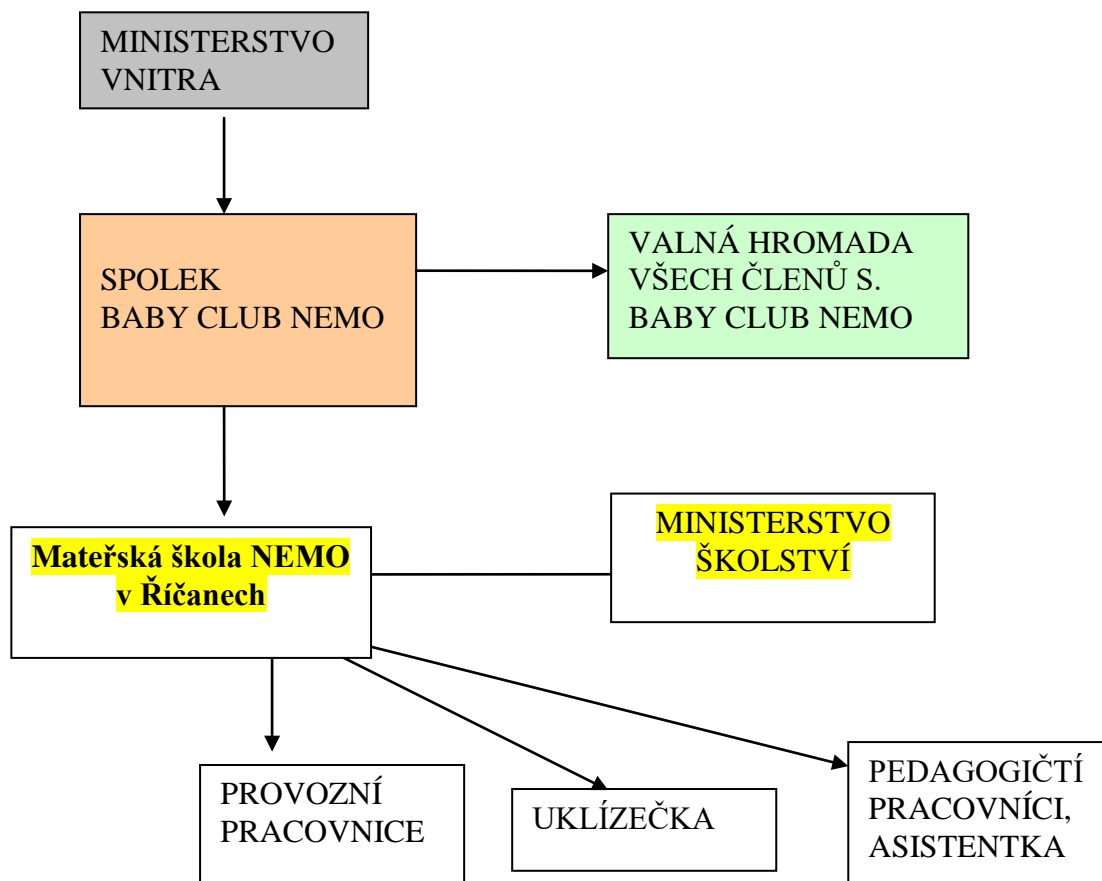 MINISTERSTVO
VNITRA
SPOLEK
BABY CLUB NEMO
VALNÁ HROMADA
VŠECH ČLENŮ S.
BABY CLUB NEMO
Mateřská škola NEMO
v Říčanech
MINISTERSTVO
ŠKOLSTVÍ
PROVOZNÍ
PRACOVNICE
UKLÍZEČKA
PEDAGOGIČTÍ
PRACOVNÍCI,
ASISTENTKA